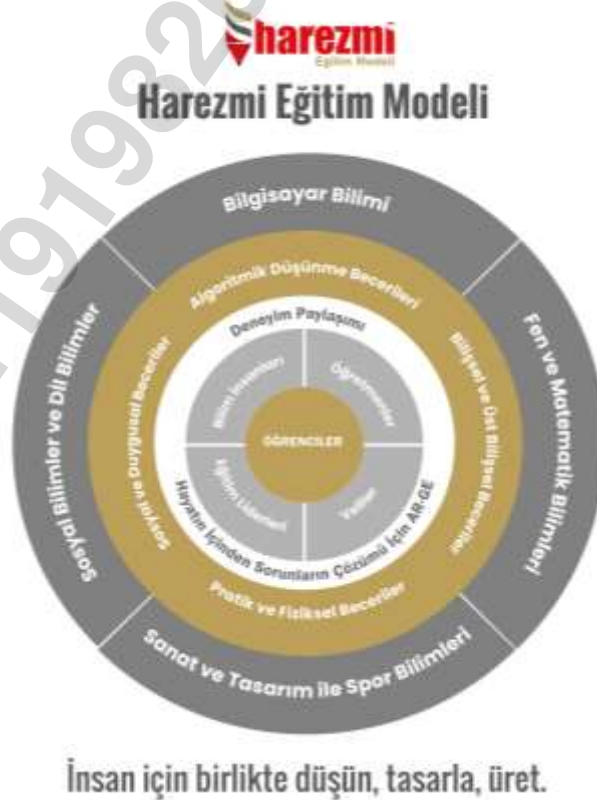 harezmi
Eğitim Modeli
Harezmi Eğitim Modeli
Bilgisayar Bilimi
Algoritmik Düşünme Becerileri
Deneyim Paylaşımı
Bilim İnsanları
Öğretmenler
Sosyal Bilimler ve Dil Bilimler
Sosyal ve Duygusal Beceriler
ÖĞRENCİLER
Bilişsel ve Üst Bilişsel Beceriler
Fen ve Matematik Bilimleri
Eğitim Liderleri
Veliler
Hayatın İçinden Sorunların Çözümü İçin AR-GE
Pratik ve Fiziksel Beceriler
Sanat ve Tasarım ile Spor Bilimleri
İnsan için birlikte düşün, tasarla, üret.